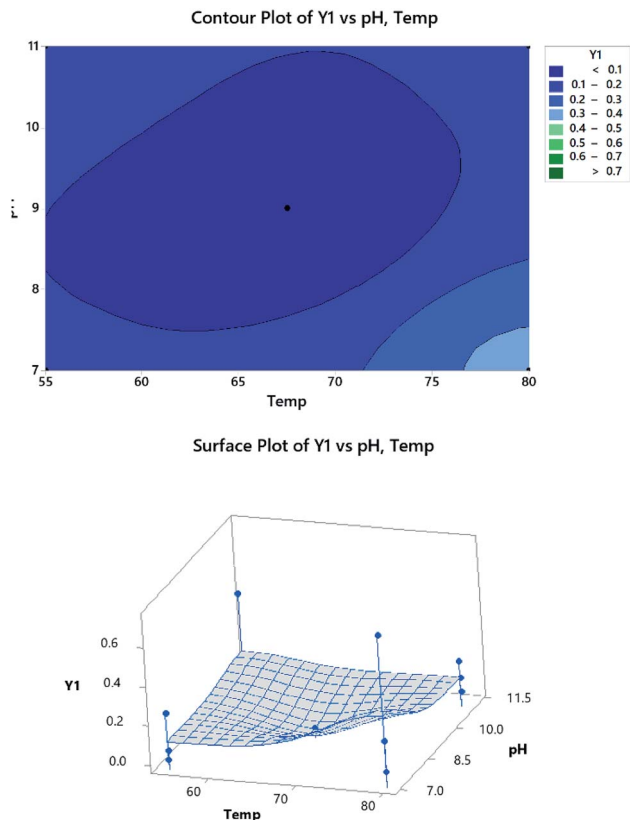 Contour Plot of Y1 vs pH, Temp
11
10
9
8
7
55
60
65
70
75
80
Temp
Y1
< 0.1
0.1 – 0.2
0.2 – 0.3
0.3 – 0.4
0.4 – 0.5
0.5 – 0.6
0.6 – 0.7
> 0.7
Surface Plot of Y1 vs pH, Temp
0.6
0.4
0.2
0.0
Y1
60
70
80
Temp
7.0
8.5
10.0
11.5
pH